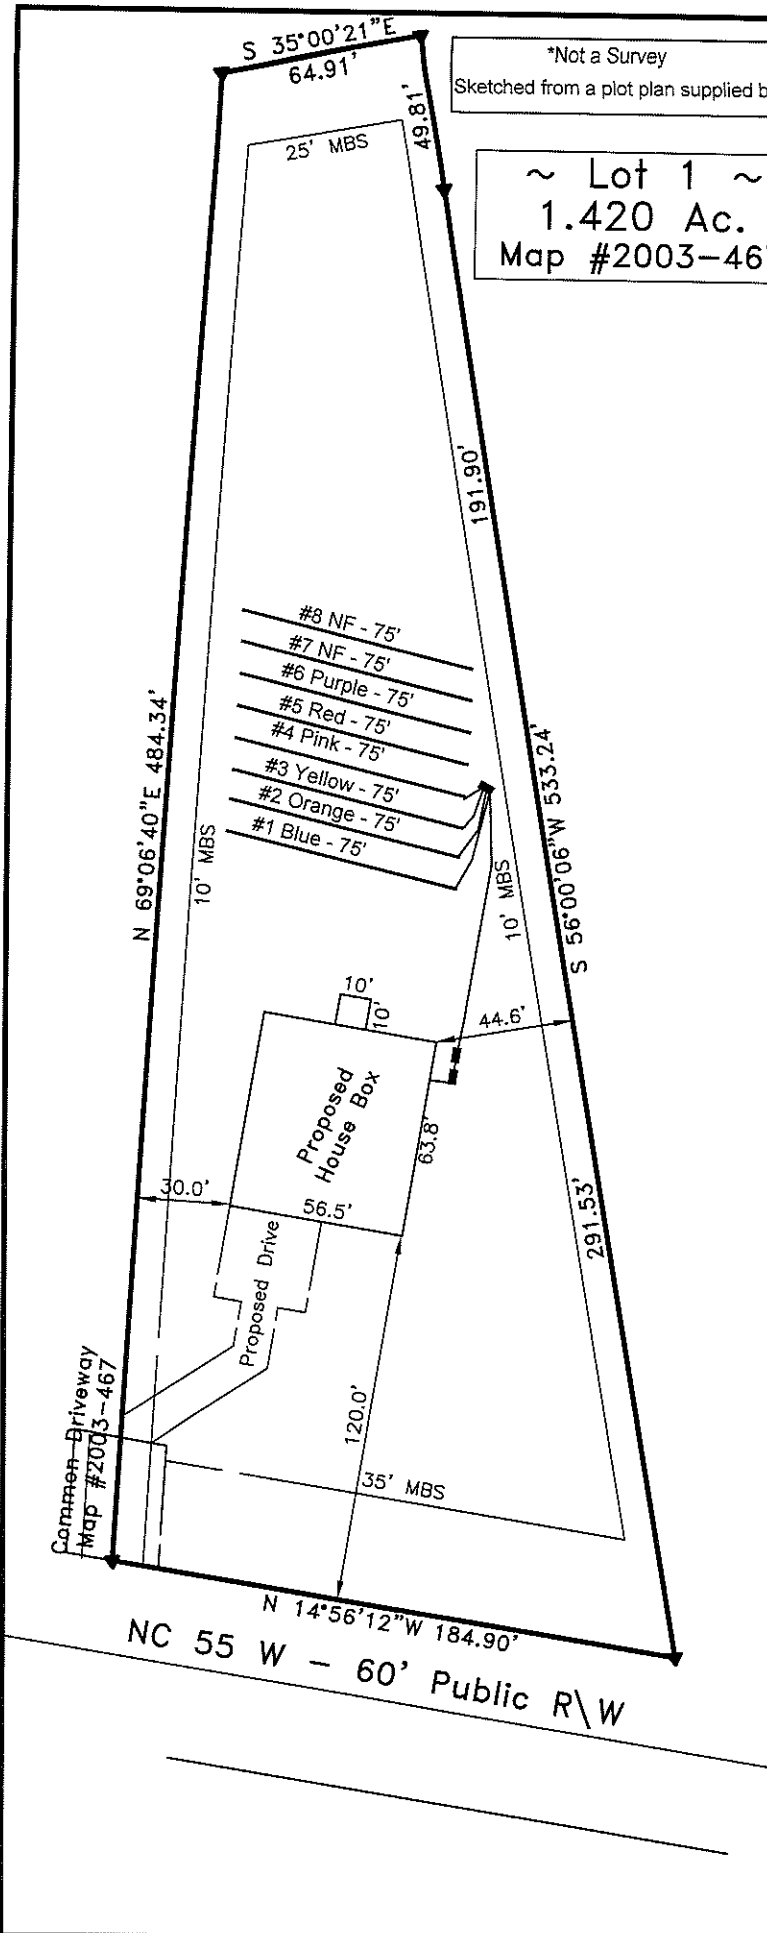 S 35°00'21"E
64.91'
49.81'
*Not a Survey
Sketched from a plot plan supplied b
25' MBS
~ Lot 1 ~
1.420 Ac.
Map #2003-467
191.90'
#8 NF - 75'
#7 NF - 75'
#6 Purple - 75'
#5 Red - 75'
#4 Pink - 75'
#3 Yellow - 75'
#2 Orange - 75'
#1 Blue - 75'
N 69°06'40"E 484.34'
10' MBS
S 56°00'06"W 533.24'
10' MBS
10'
10'
44.6'
Proposed
House Box
63.8'
30.0'
56.5'
291.53'
Proposed Drive
Common Driveway
Map #2003-467
120.0'
35' MBS
N 14°56'12"W 184.90'
NC 55 W - 60' Public R\W